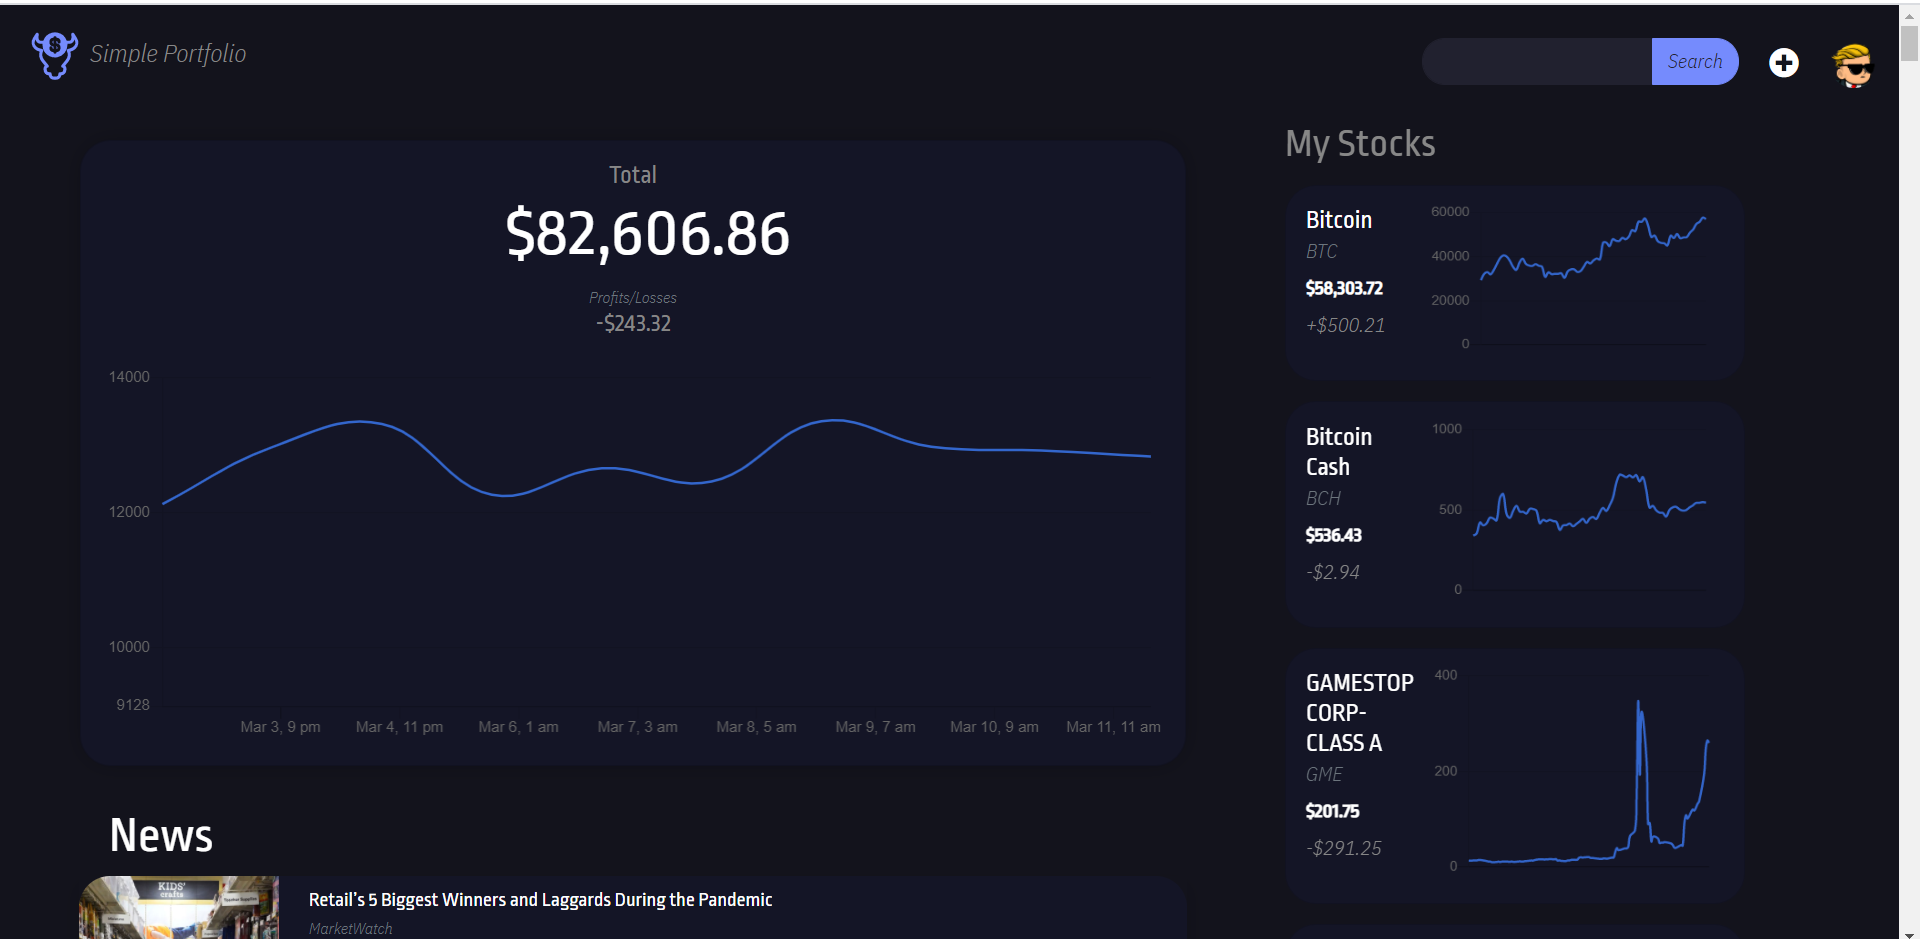 Simple Portfolio
Search
Total
$82,606.86
Profits/Losses
-$243.32
14000
12000
10000
9128
Mar 3, 9 pm
Mar 4, 11 pm
Mar 6, 1 am
Mar 7, 3 am
Mar 8, 5 am
Mar 9, 7 am
Mar 10, 9 am
Mar 11, 11 am
News
KIDS'
crafts
Retail's 5 Biggest Winners and Laggards During the Pandemic
MarketWatch
My Stocks
Bitcoin
BTC
$58,303.72
+$500.21
60000
40000
20000
0
Bitcoin
Cash
BCH
$536.43
-$2.94
1000
500
0
GAMESTOP
CORP-
CLASS A
GME
$201.75
-$291.25
400
200
0